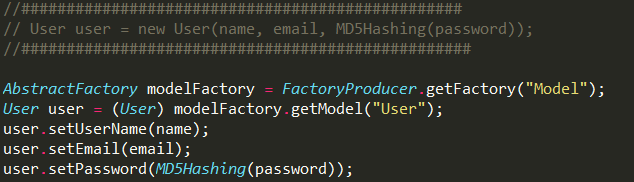 //#################################################
// User user = new User(name, email, MD5Hashing(password));
//##################################################
AbstractFactory modelFactory = FactoryProducer.getFactory("Model");
User user = (User) modelFactory.getModel("User");
user.setUserName(name);
user.setEmail(email);
user.setPassword(MD5Hashing(password));